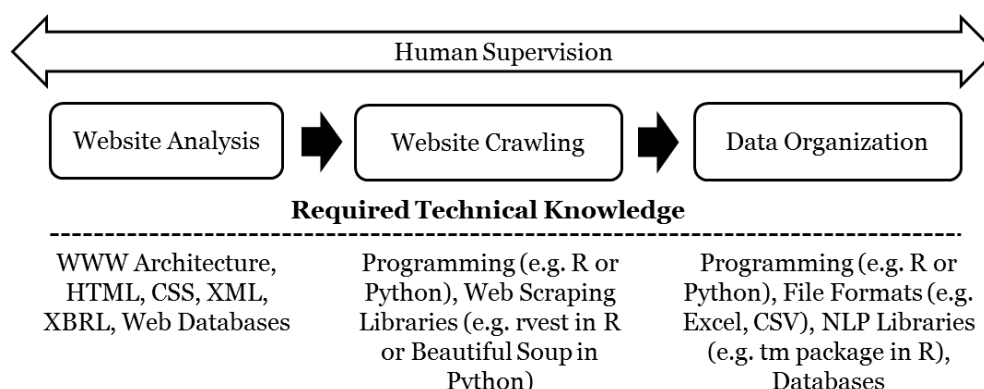 Human Supervision
Website Analysis
Website Crawling
Data Organization
Required Technical Knowledge
WWW Architecture,
HTML, CSS, XML,
XBRL, Web Databases
Programming (e.g. R or
Python), Web Scraping
Libraries (e.g. rvest in R
or Beautiful Soup in
Python)
Programming (e.g. R or
Python), File Formats (e.g.
Excel, CSV), NLP Libraries
(e.g. tm package in R),
Databases